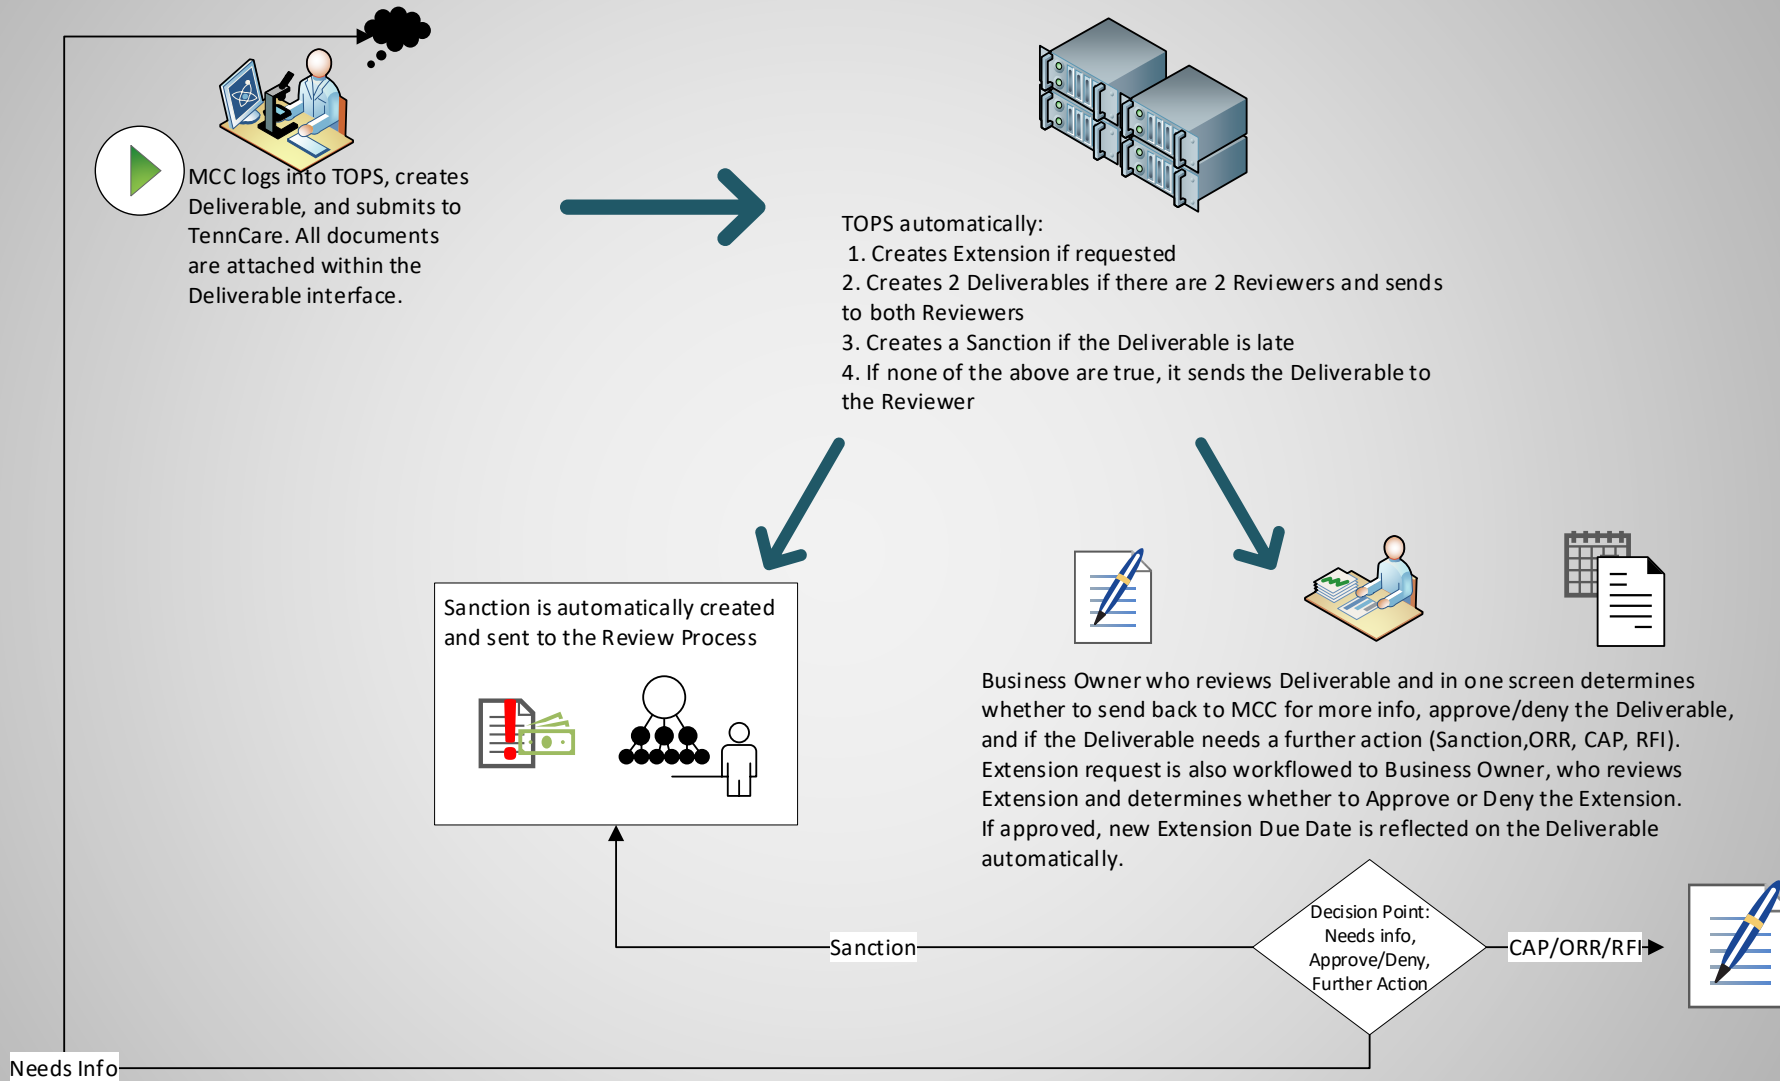 MCC logs into TOPS, creates
Deliverable, and submits to
TennCare. All documents
are attached within the
Deliverable interface.
TOPS automatically:
1. Creates Extension if requested
2. Creates 2 Deliverables if there are 2 Reviewers and sends
to both Reviewers
3. Creates a Sanction if the Deliverable is late
4. If none of the above are true, it sends the Deliverable to
the Reviewer
Sanction is automatically created
and sent to the Review Process
Business Owner who reviews Deliverable and in one screen determines
whether to send back to MCC for more info, approve/deny the Deliverable,
and if the Deliverable needs a further action (Sanction,ORR, CAP, RFI).
Extension request is also workflowed to Business Owner, who reviews
Extension and determines whether to Approve or Deny the Extension.
If approved, new Extension Due Date is reflected on the Deliverable
automatically.
Decision Point:
Needs info,
Approve/Deny,
Further Action
Sanction
CAP/ORR/RFI
Needs Info